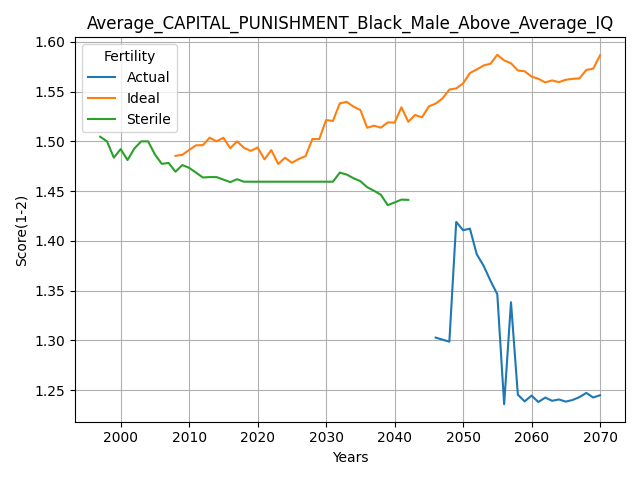 Average_CAPITAL_PUNISHMENT_Black_Male_Above_Average_IQ
Fertility
Actual
Ideal
Sterile
Score(1-2)
1.60
1.55
1.50
1.45
1.40
1.35
1.30
1.25
2000 2010 2020 2030 2040 2050 2060 2070
Years